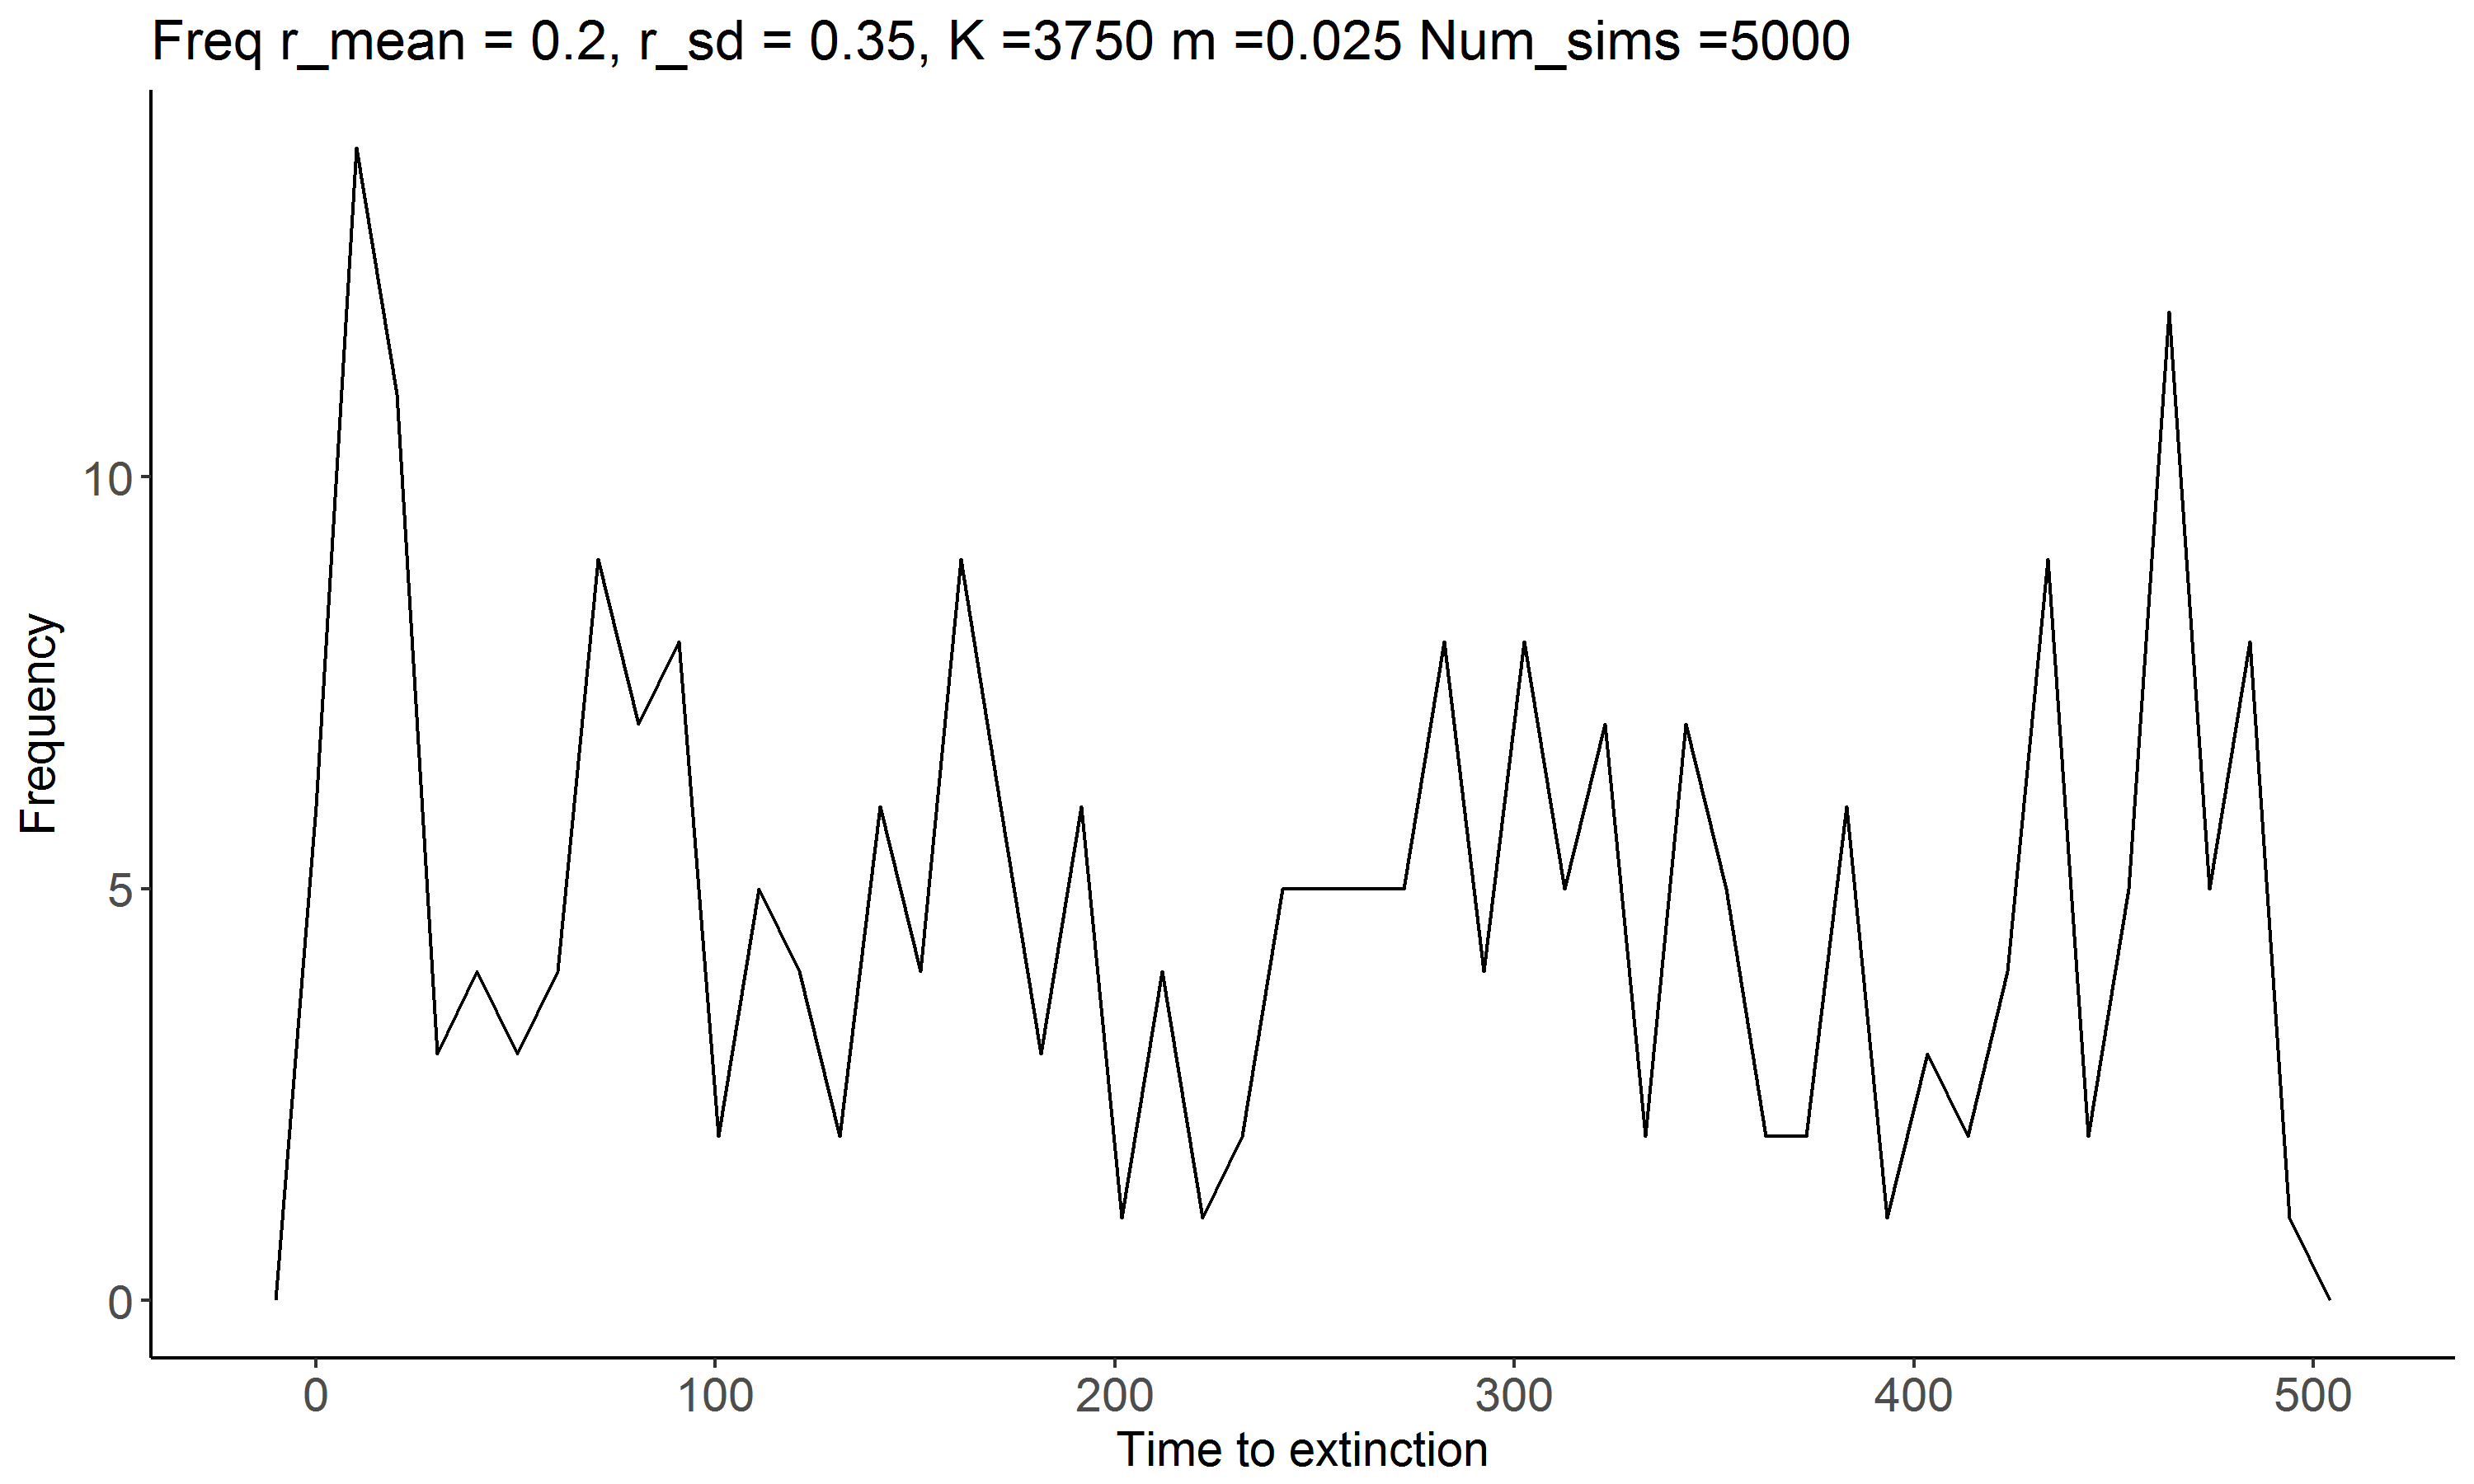 Freq r_mean = 0.2, r_sd = 0.35, K =3750 m =0.025 Num_sims =5000
10
5
0
Frequency
0 100 200 300 400 500
Time to extinction